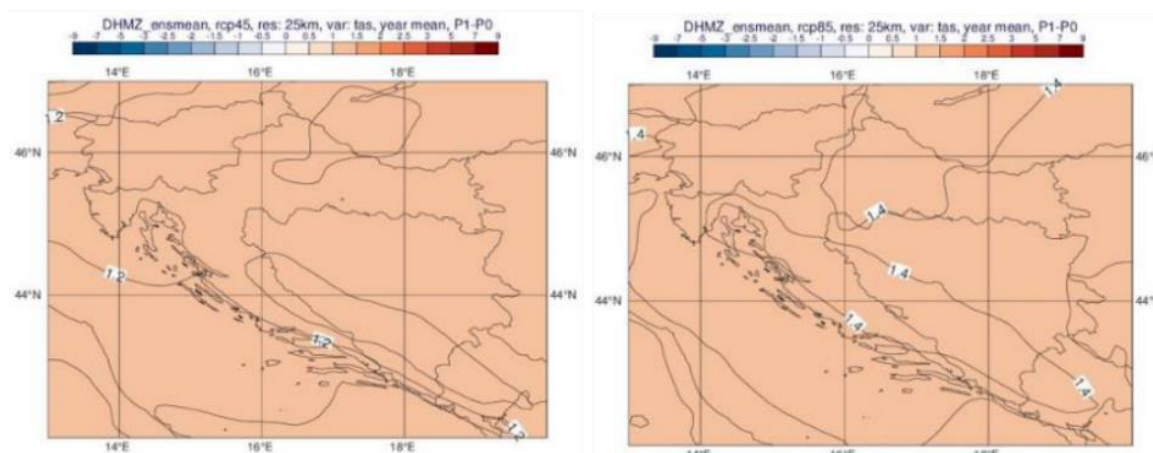 DHMZ_ensmean, rcp45, res: 25km, var: tas, year mean, P1-P0
-9 -7 -5 -3 -2.5 -2 -1.5 -1 -0.5 0 0.5 1 1.5 2 2.5 3 5 7 9
14°E 16°E 18°E
1.2
46°N
1.2
44°N
1.2
1.2
14°E 16°E 18°E
DHMZ_ensmean, rcp85, res: 25km, var: tas, year mean, P1-P0
-9 -7 -5 -3 -2.5 -2 -1.5 -1 -0.5 0 0.5 1 1.5 2 2.5 3 5 7 9
14°E 16°E 18°E
1.4
1.4
46°N
1.4
1.4
44°N
1.4
1.4
14°E 16°E 18°E